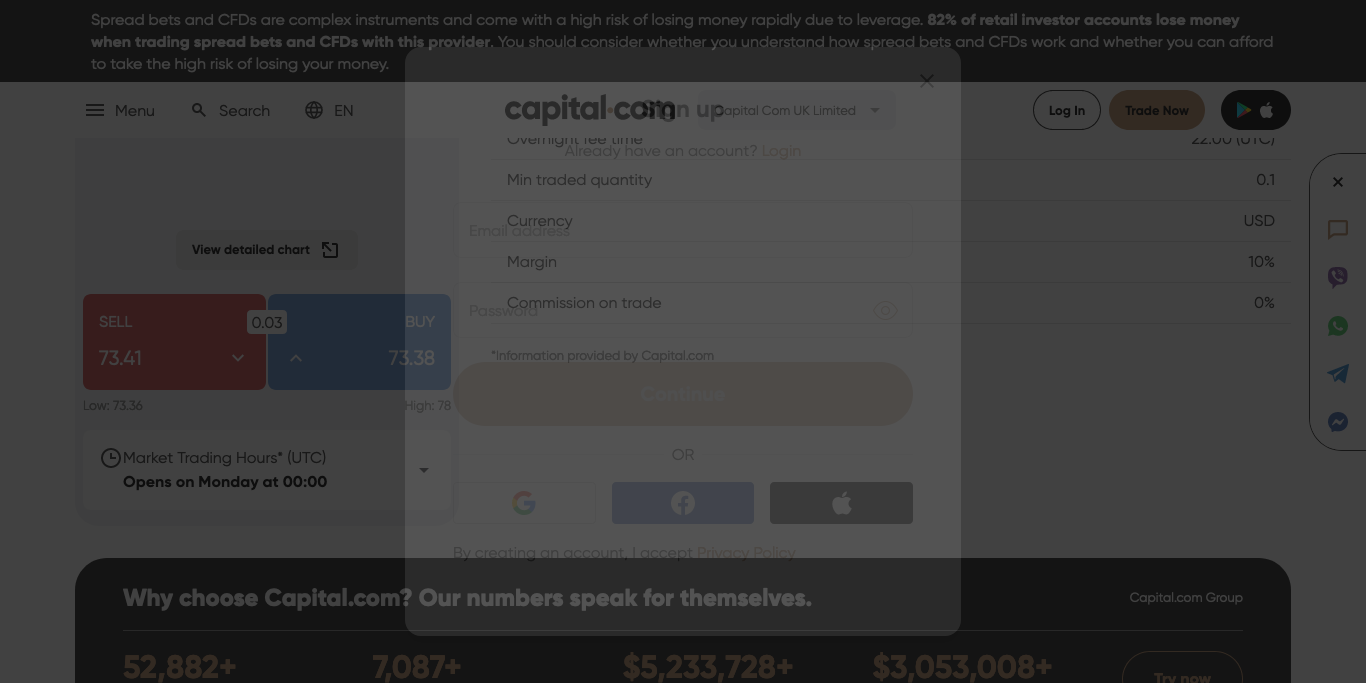 Spread bets and CFDs are complex instruments and come with a high risk of losing money rapidly due to leverage. 82% of retail investor accounts lose money
when trading spread bets and CFDs with this provider. You should consider whether you understand how spread bets and CFDs work and whether you can afford
to take the high risk of losing your money.
Menu
Search
EN
capital.com
Sign up
Capital Com UK Limited
Log In
Trade Now
Overnight fee time 22:00 (UTC)
Already have an account? Login
Min traded quantity 0.1
Currency USD
Email address
Margin 10%
Commission on trade 0%
Password
*Information provided by Capital.com
Continue
OR
By creating an account, I accept Privacy Policy
View detailed chart
SELL
0.03
BUY
73.41
73.38
Low: 73.36
High: 78
Market Trading Hours* (UTC)
Opens on Monday at 00:00
Why choose Capital.com? Our numbers speak for themselves.
Capital.com Group
52,882+
7,087+
$5,233,728+
$3,053,008+
Try now